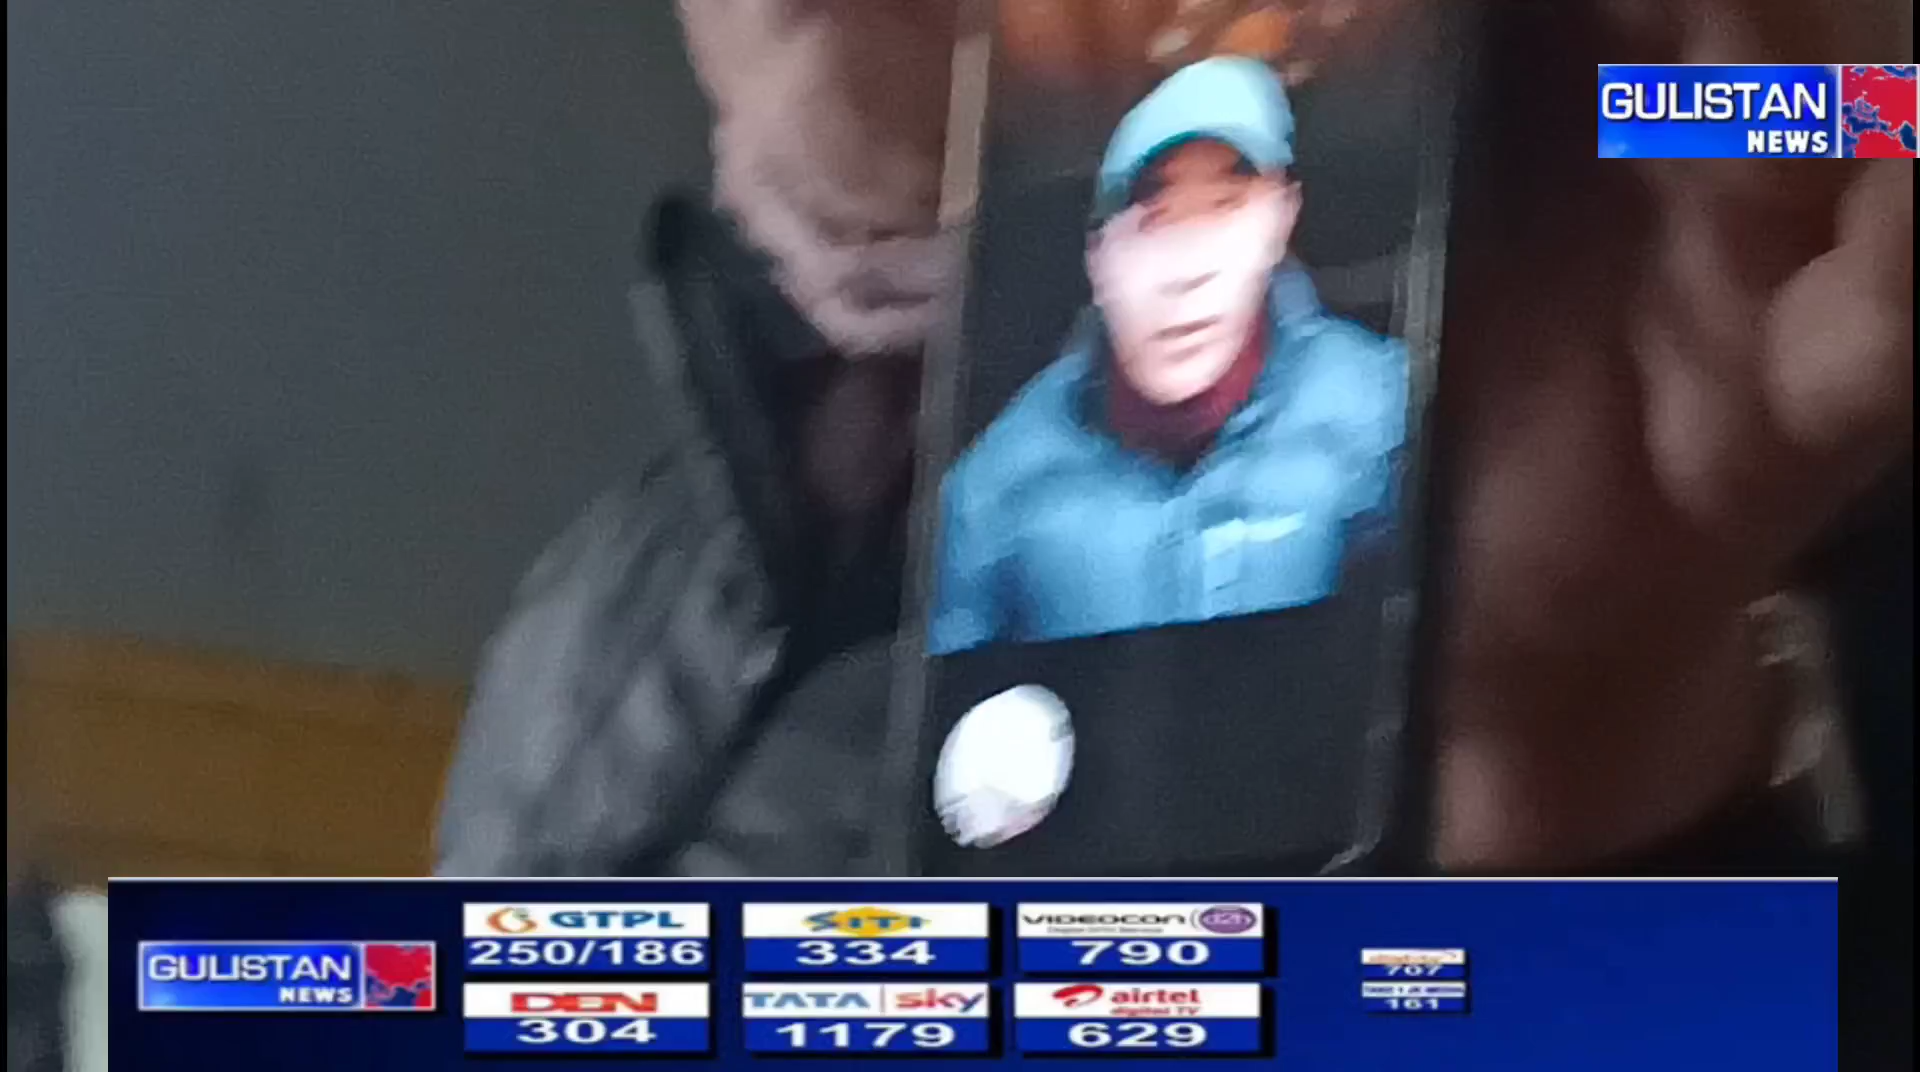 GULISTAN
NEWS
GULISTAN
NEWS
GTPL
250/186
SITI
334
VIDEOCON d2h
790
DEN
304
TATA sky
1179
airtel
digital TV
629
707
161